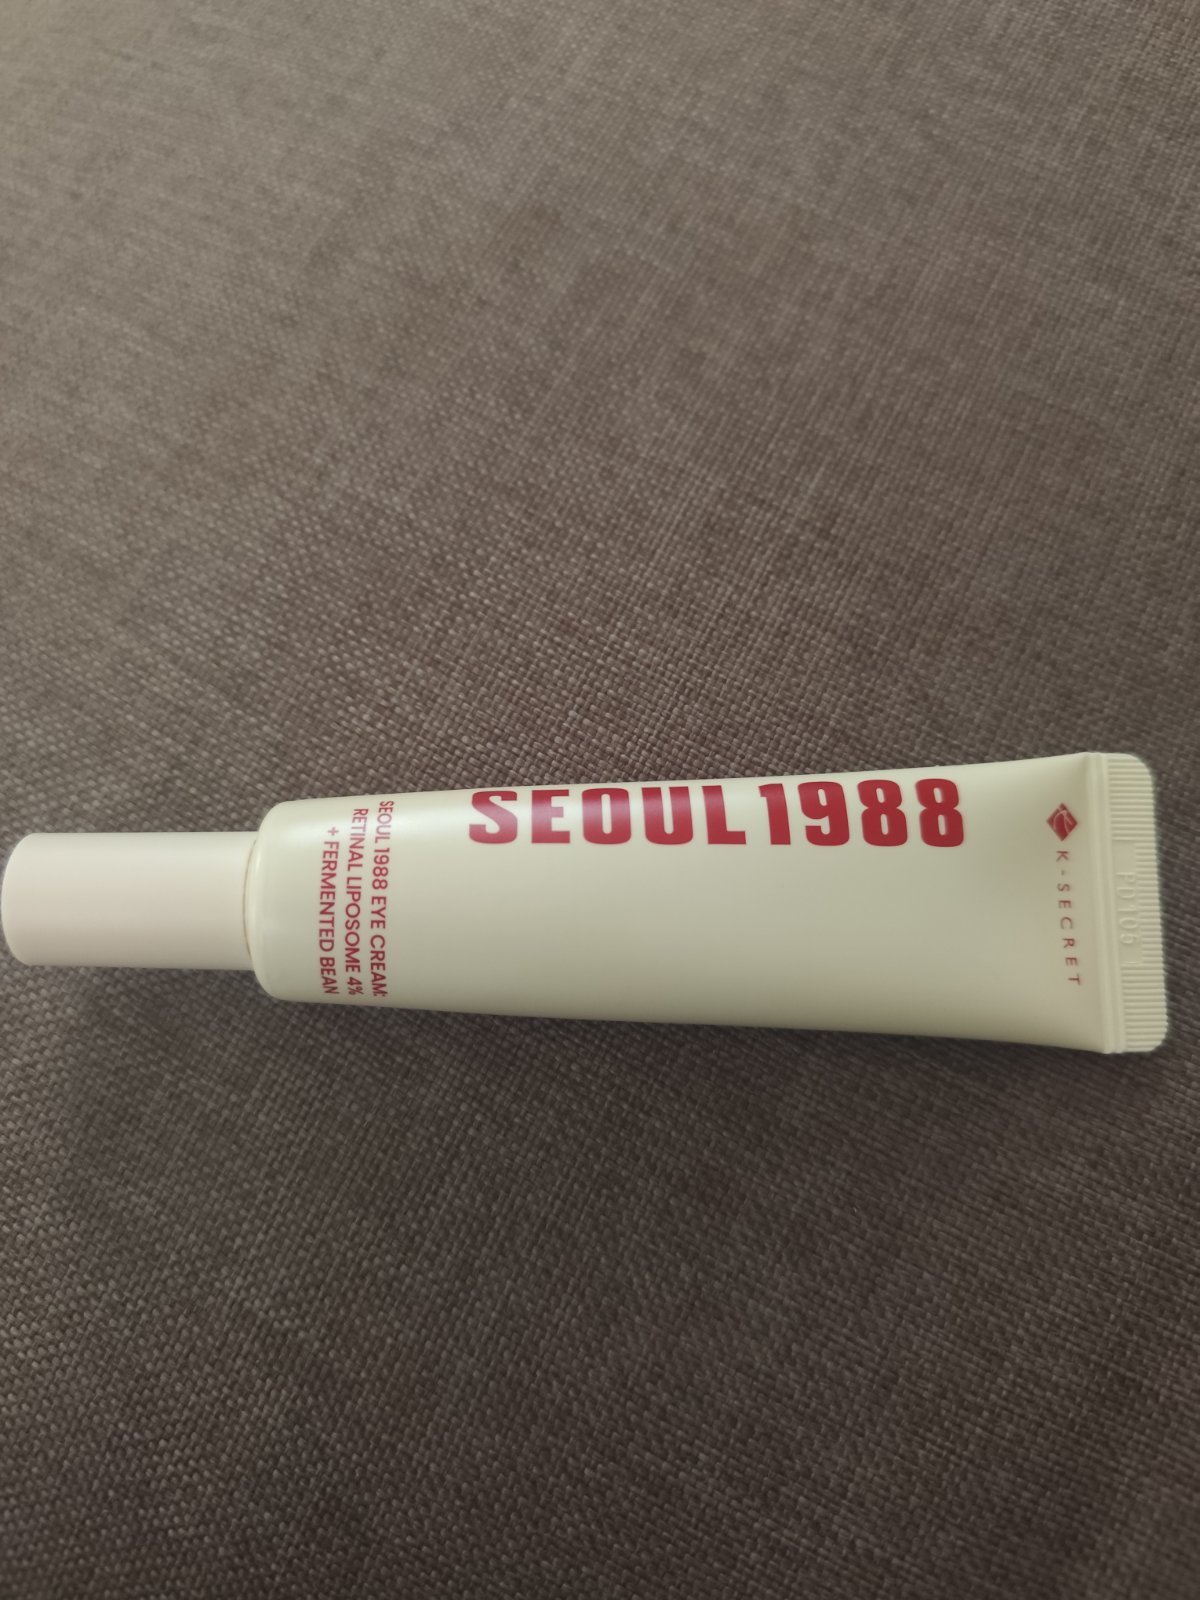 SEOUL 1988
SEOUL 1988 EYE CREAM:
RETINAL LIPOSOME 4%
+ FERMENTED BEAN
K-SECRET
PD105